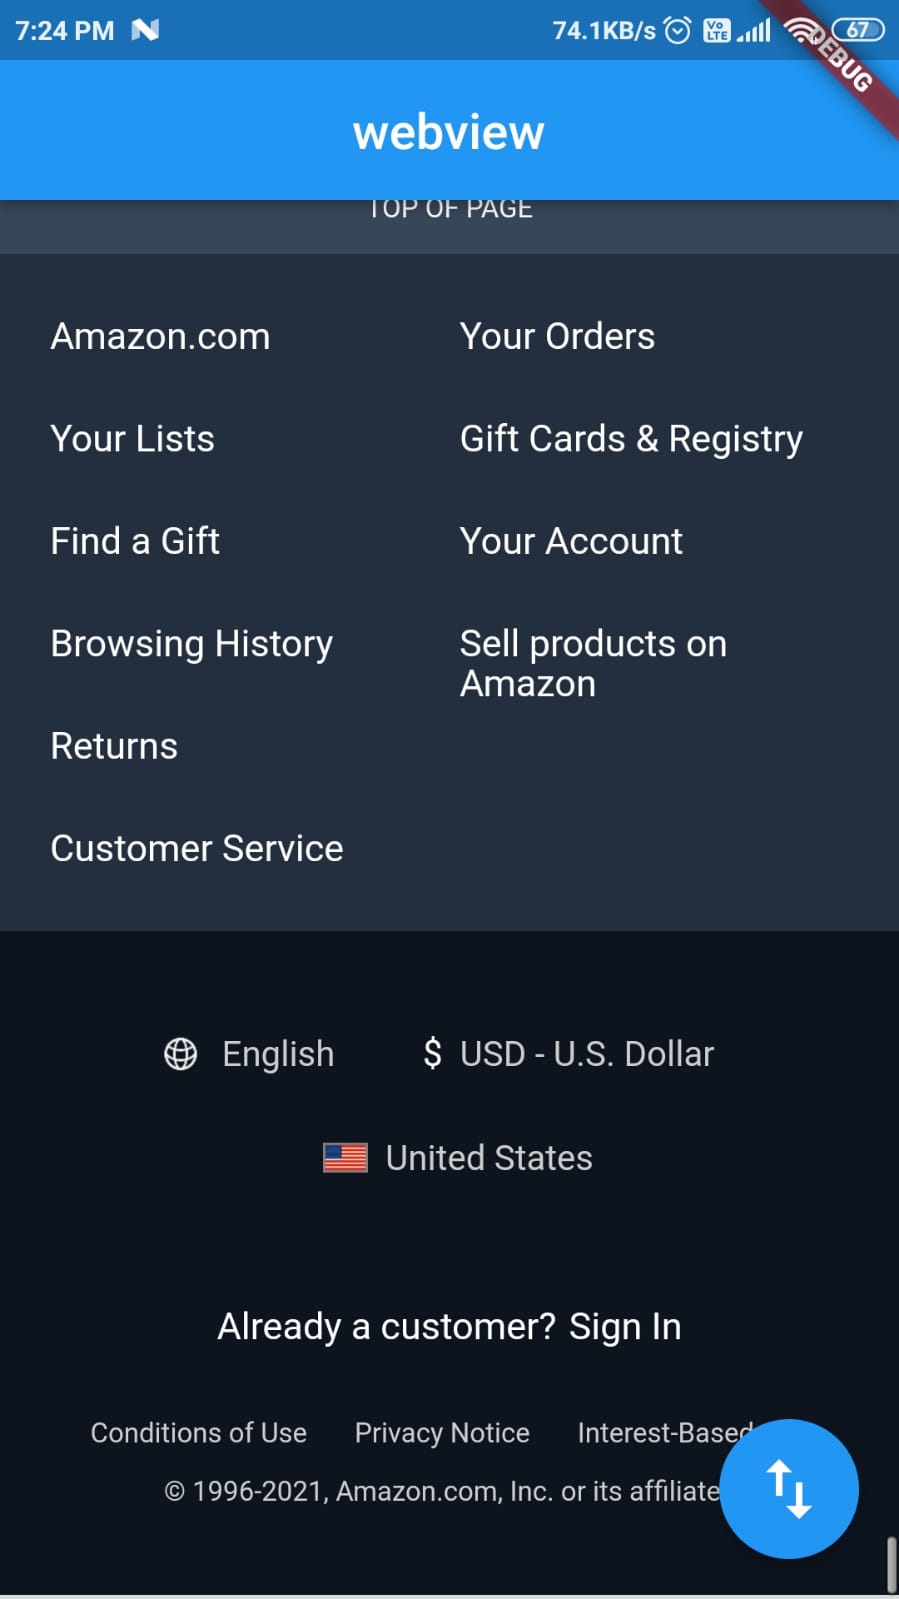 7:24 PM
74.1KB/s
Vo LTE
67
DEBUG
webview
TOP OF PAGE
Amazon.com
Your Orders
Your Lists
Gift Cards & Registry
Find a Gift
Your Account
Browsing History
Sell products on
Amazon
Returns
Customer Service
English
$ USD - U.S. Dollar
United States
Already a customer? Sign In
Conditions of Use
Privacy Notice
Interest-Based
© 1996-2021, Amazon.com, Inc. or its affiliate